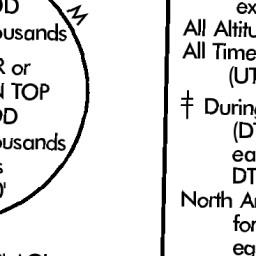 OD
M
ousands
R or
N TOP
OD
ousands
s
0'
ex
All Altitu
All Time
(UT
‡ During
(DT
ea
DT
North An
for
eq